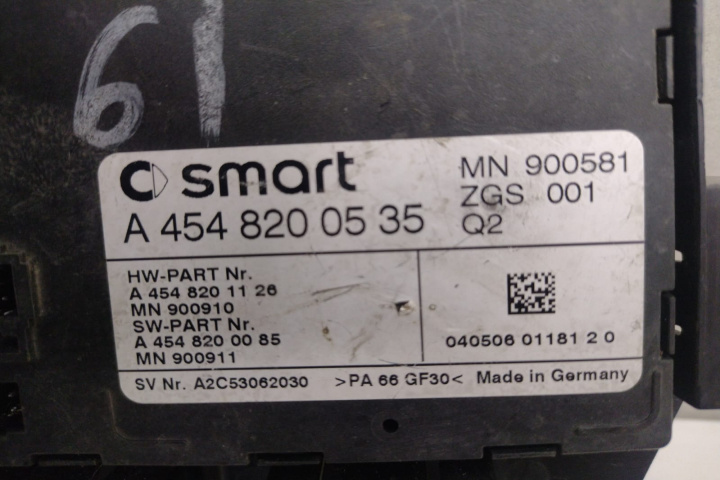 61
smart
A 454 820 05 35
MN 900581
ZGS 001
Q2
HW-PART Nr.
A 454 820 11 26
MN 900910
SW-PART Nr.
A 454 820 00 85
MN 900911
040506 01181 2 0
SV Nr. A2C53062030 >PA 66 GF30< Made in Germany